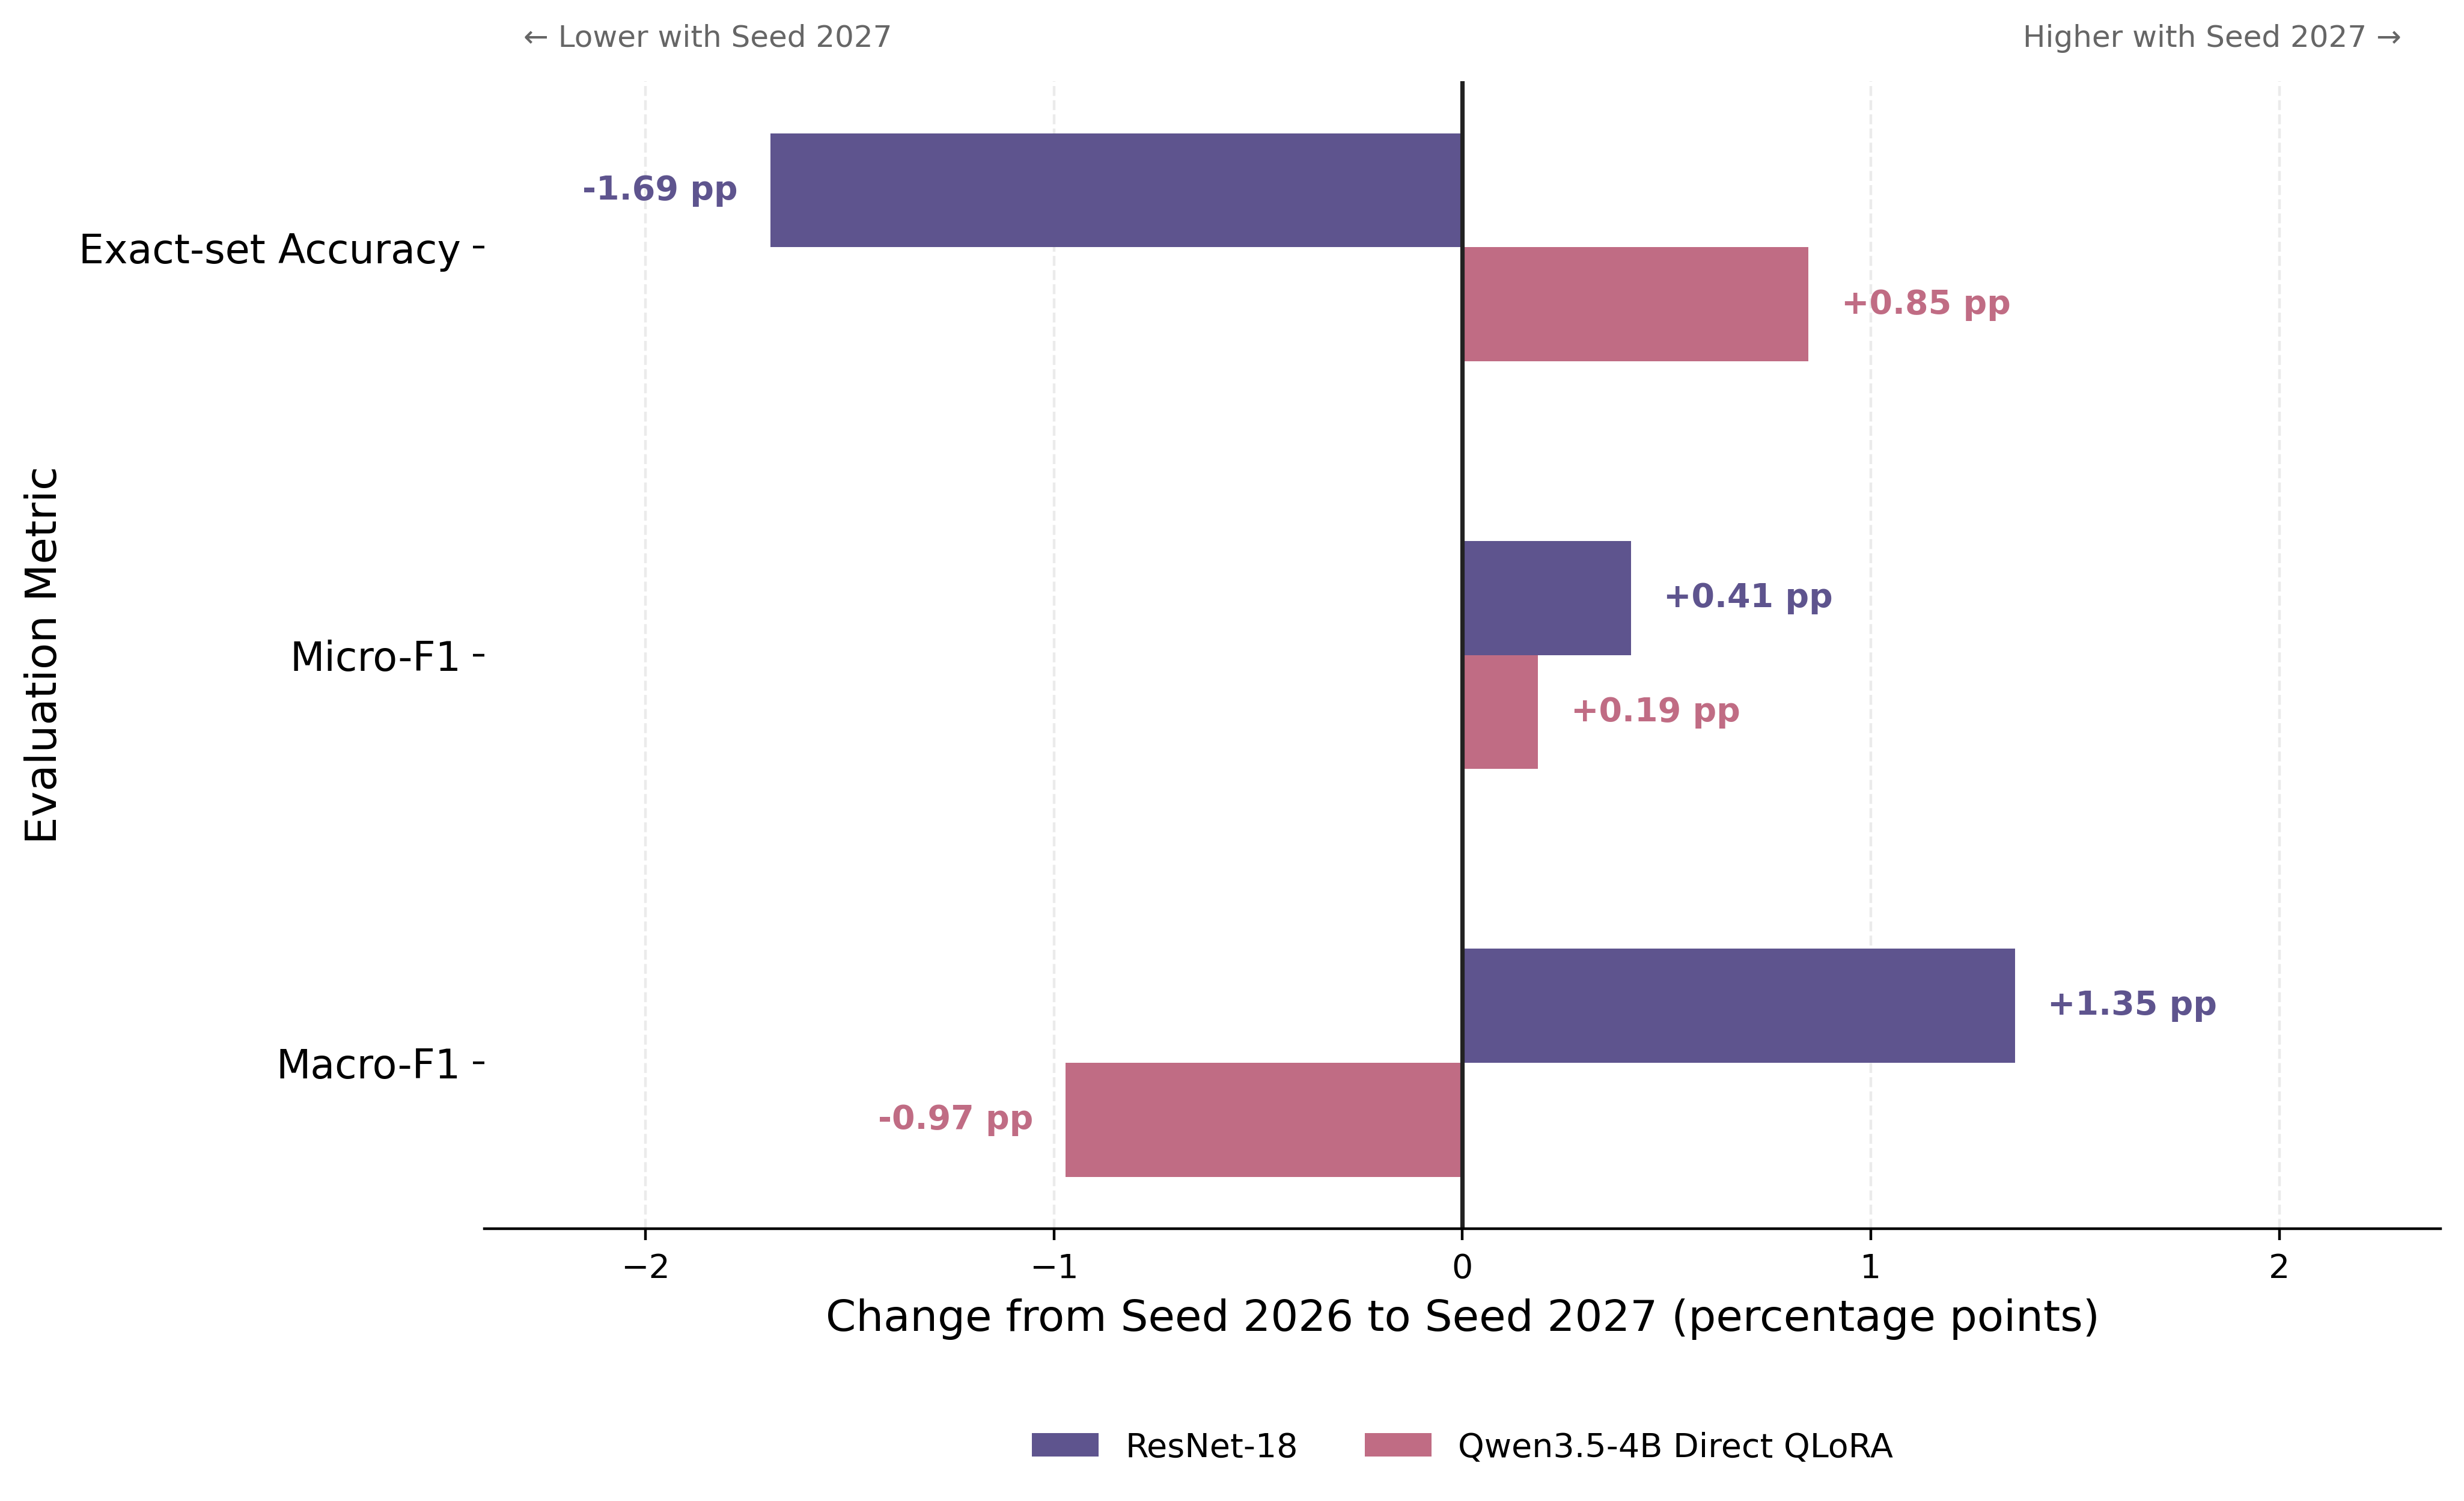 ← Lower with Seed 2027
Higher with Seed 2027 →
-1.69 pp
Exact-set Accuracy
+0.85 pp
Evaluation Metric
+0.41 pp
Micro-F1
+0.19 pp
+1.35 pp
Macro-F1
-0.97 pp
−2 −1 0 1 2
Change from Seed 2026 to Seed 2027 (percentage points)
ResNet-18 Qwen3.5-4B Direct QLoRA